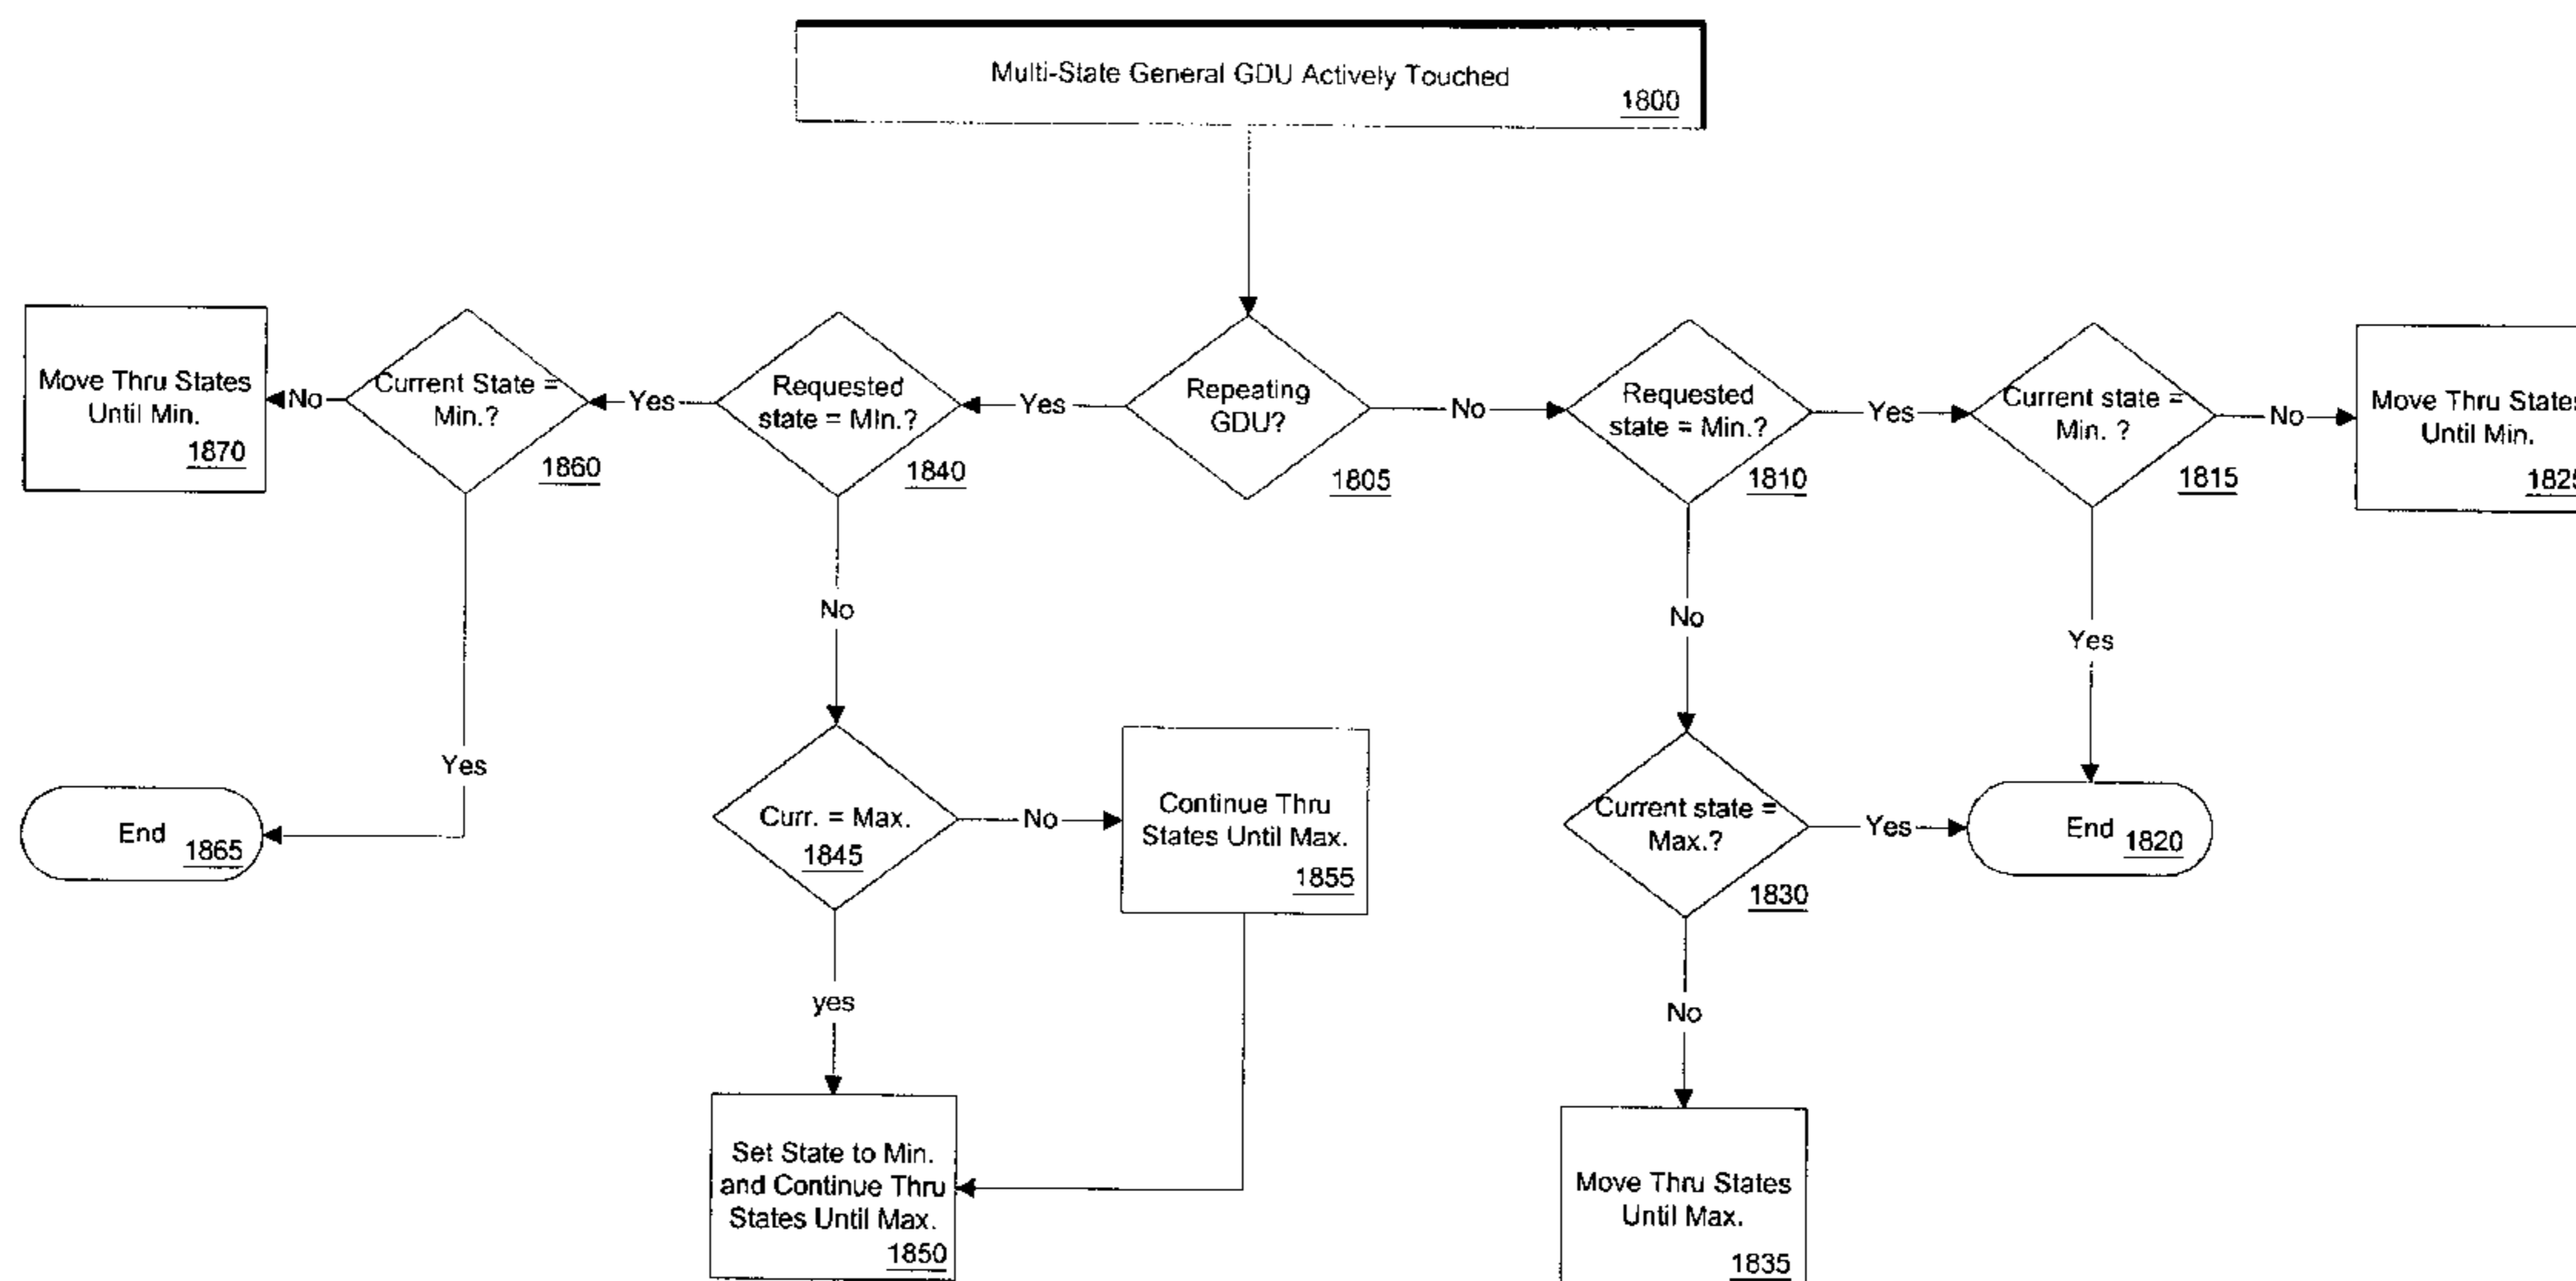 Multi-State General GDU Actively Touched
1800
Move Thru States
Until Min.
1870
No
Current State =
Min.?
1860
Yes
Requested
state = Min.?
1840
Yes
Repeating
GDU?
1805
No
Requested
state = Min.?
1810
Yes
Current state =
Min. ?
1815
No
Move Thru States
Until Min.
1825
No
No
Yes
Yes
End
1865
Curr. = Max.
1845
No
Continue Thru
States Until Max.
1855
Current state =
Max.?
1830
Yes
End
1820
yes
No
Set State to Min.
and Continue Thru
States Until Max.
1850
Move Thru States
Until Max.
1835